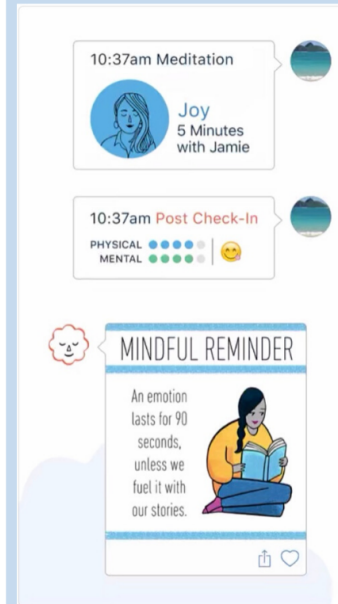 10:37am Meditation
Joy
5 Minutes
with Jamie
10:37am Post Check-In
PHYSICAL
MENTAL
MINDFUL REMINDER
An emotion
lasts for 90
seconds,
unless we
fuel it with
our stories.